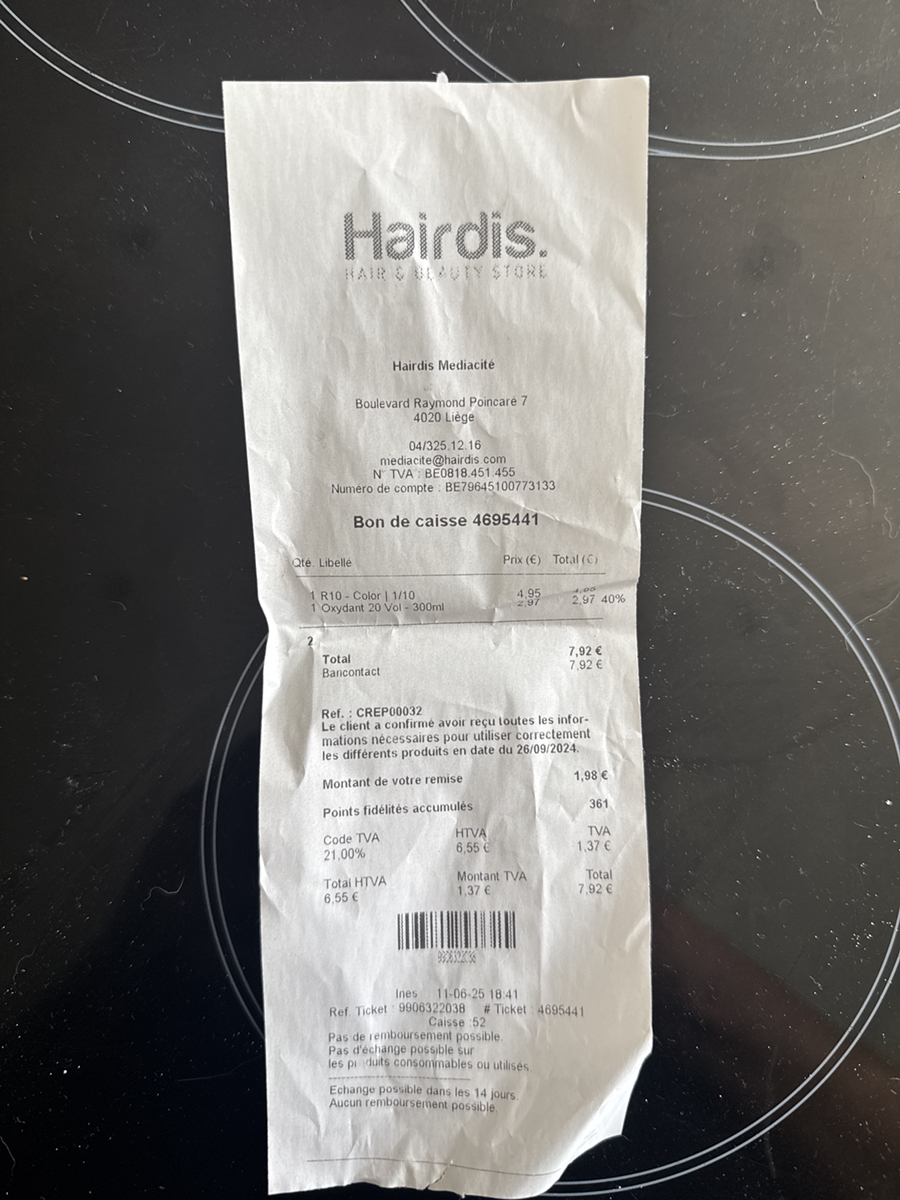 Hairdis.
HAIR & BEAUTY STORE
Hairdis Mediacité
Boulevard Raymond Poincaré 7
4020 Liège
04/325.12.16
mediacite@hairdis.com
N° TVA : BE0818.451.455
Numéro de compte : BE79645100773133
Bon de caisse 4695441
Qté. Libellé Prix (€) Total (€)
1 R10 - Color | 1/10 4,95 4,95
1 Oxydant 20 Vol - 300ml 2,97 2,97 40%
2
Total 7,92 €
Bancontact 7,92 €
Ref. : CREP00032
Le client a confirmé avoir reçu toutes les infor-
mations nécessaires pour utiliser correctement
les différents produits en date du 26/09/2024.
Montant de votre remise 1,98 €
Points fidélités accumulés 361
Code TVA HTVA TVA
21,00% 6,55 € 1,37 €
Total HTVA Montant TVA Total
6,55 € 1,37 € 7,92 €
9906322038
Ines 11-06-25 18:41
Ref. Ticket : 9906322038 # Ticket : 4695441
Caisse :52
Pas de remboursement possible.
Pas d'échange possible sur
les produits consommables ou utilisés.
Echange possible dans les 14 jours.
Aucun remboursement possible.